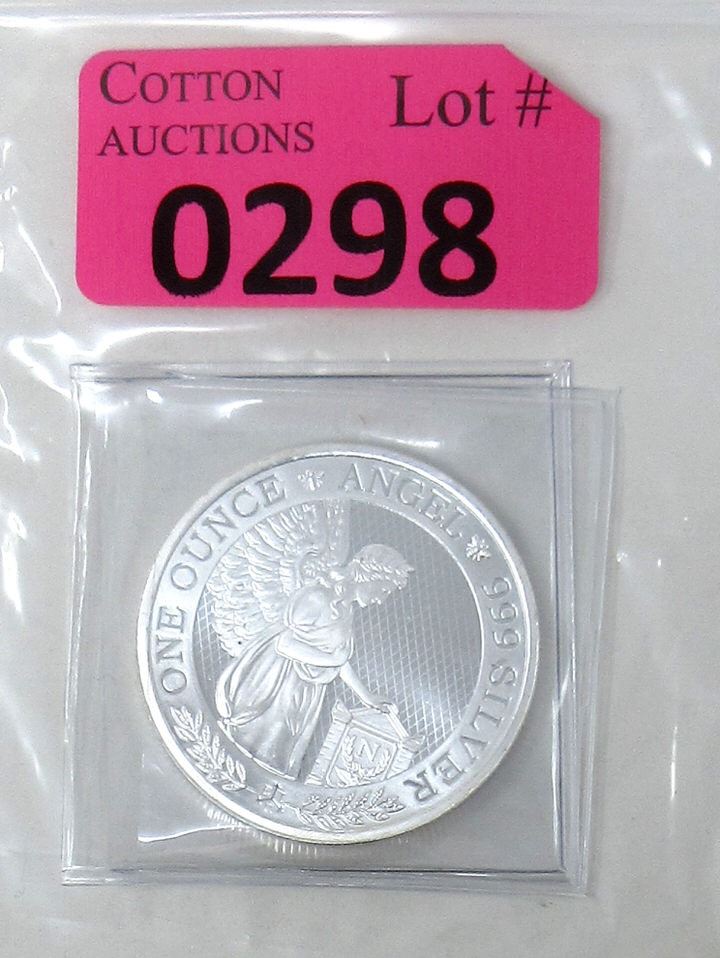 COTTON AUCTIONS
Lot #
0298
ONE OUNCE * ANGEL * 999 SILVER
N